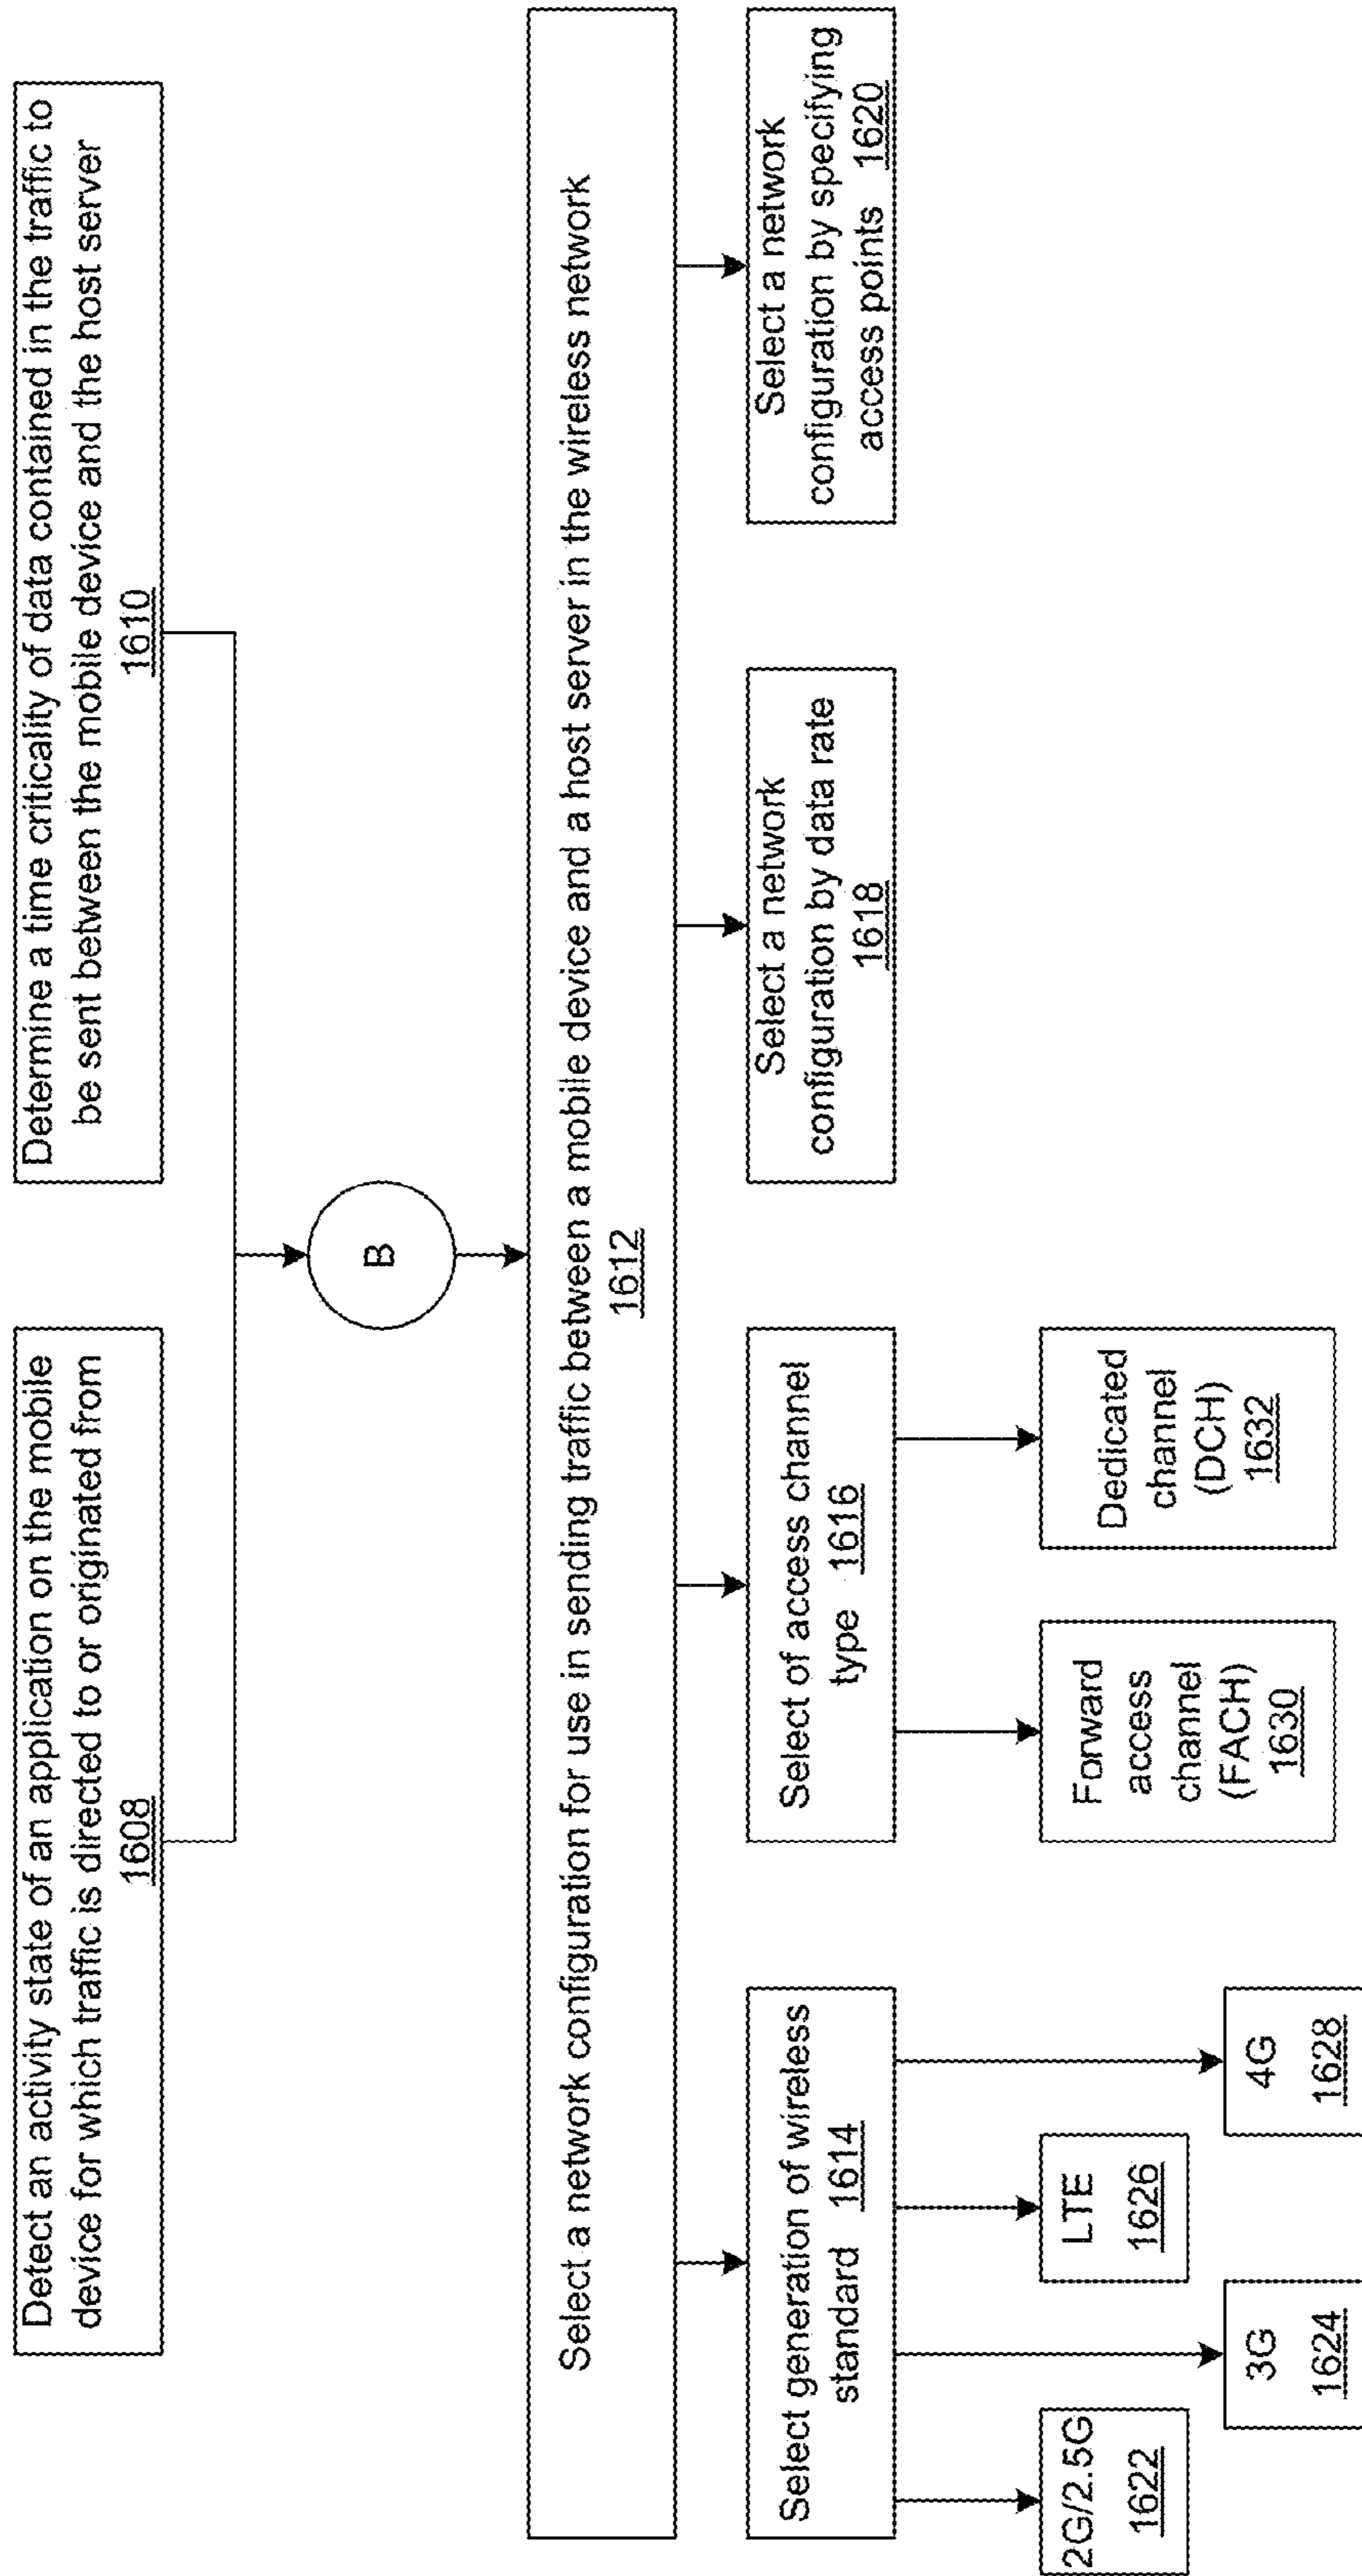 Detect an activity state of an application on the mobile
device for which traffic is directed to or originated from
1608
Determine a time criticality of data contained in the traffic to
be sent between the mobile device and the host server
1610
B
Select a network configuration for use in sending traffic between a mobile device and a host server in the wireless network
1612
Select generation of wireless
standard 1614
Select of access channel
type 1616
Select a network
configuration by data rate
1618
Select a network
configuration by specifying
access points 1620
2G/2.5G
1622
3G
1624
LTE
1626
4G
1628
Forward
access
channel
(FACH)
1630
Dedicated
channel
(DCH)
1632